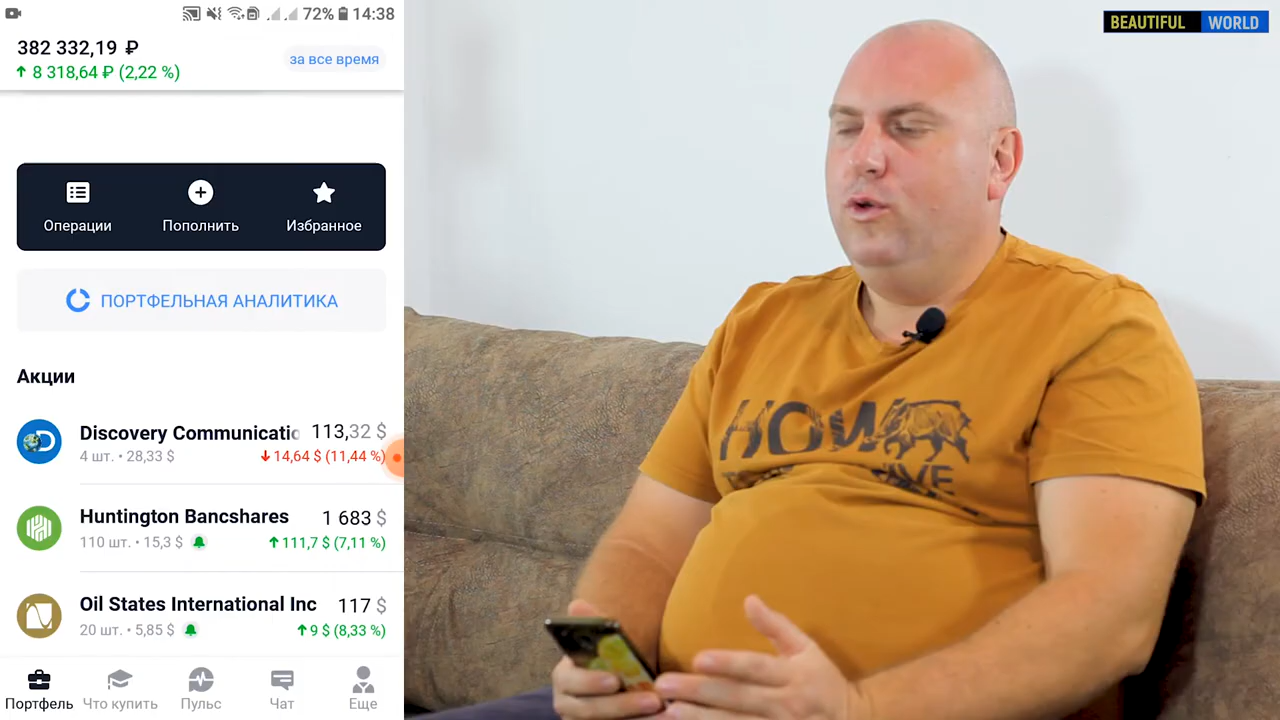 72% 14:38
382 332,19 ₽
8 318,64 ₽ (2,22 %)
за все время
Операции
Пополнить
Избранное
ПОРТФЕЛЬНАЯ АНАЛИТИКА
Акции
Discovery Communicatio 113,32 $
4 шт. • 28,33 $ 14,64 $ (11,44 %)
Huntington Bancshares 1 683 $
110 шт. • 15,3 $ 111,7 $ (7,11 %)
Oil States International Inc 117 $
20 шт. • 5,85 $ 9 $ (8,33 %)
Портфель
Что купить
Пульс
Чат
Еще
BEAUTIFUL WORLD
HOW